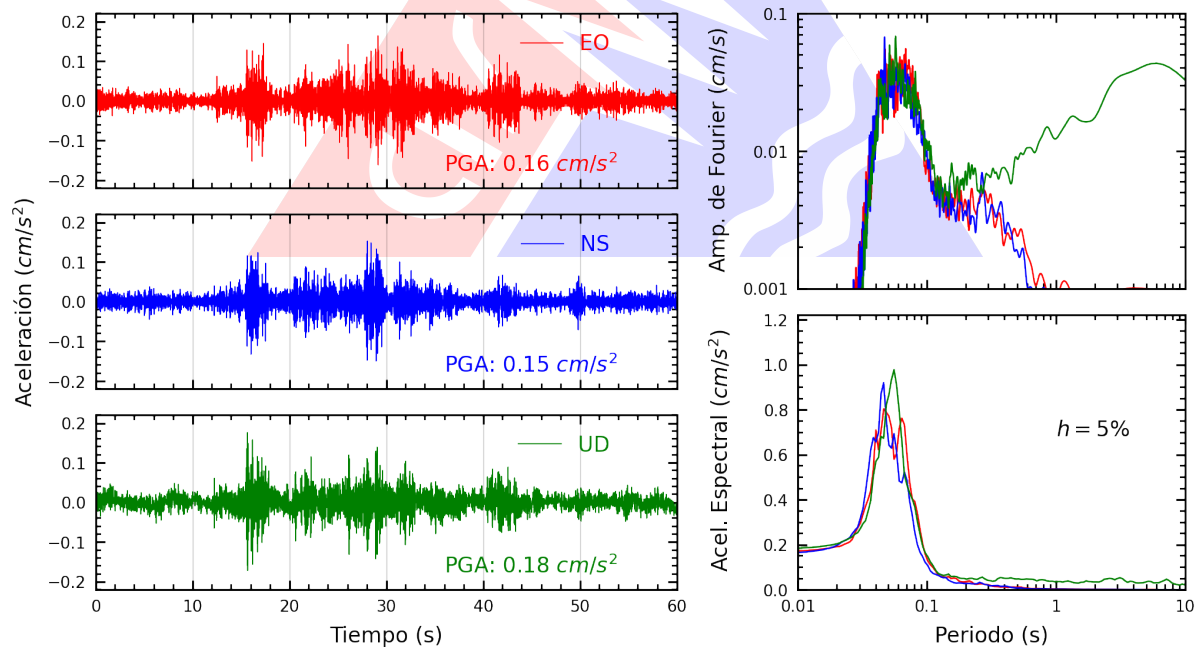 Aceleración (cm/s²)
0.2
0.1
0.0
−0.1
−0.2
EO
PGA: 0.16 cm/s²
0.2
0.1
0.0
−0.1
−0.2
NS
PGA: 0.15 cm/s²
0.2
0.1
0.0
−0.1
−0.2
UD
PGA: 0.18 cm/s²
0 10 20 30 40 50 60
Tiempo (s)
Amp. de Fourier (cm/s)
0.1
0.01
0.001
Acel. Espectral (cm/s²)
1.2
1.0
0.8
0.6
0.4
0.2
0.0
h = 5%
0.01 0.1 1 10
Periodo (s)